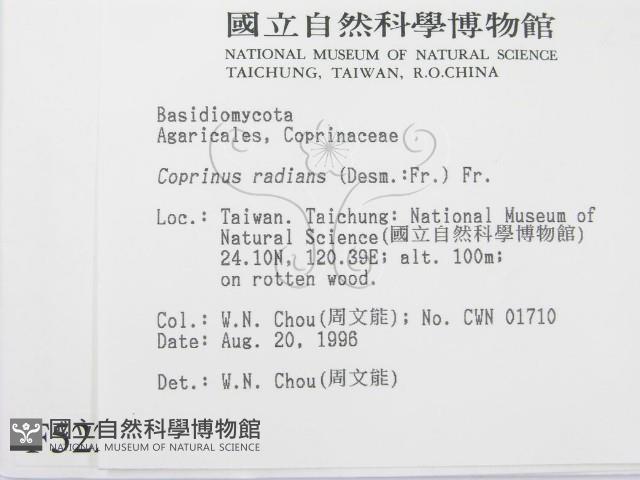 國立自然科學博物館
NATIONAL MUSEUM OF NATURAL SCIENCE
TAICHUNG, TAIWAN, R.O.CHINA
Basidiomycota
Agaricales, Coprinaceae
Coprinus radians (Desm.:Fr.) Fr.
Loc.: Taiwan. Taichung: National Museum of
Natural Science(國立自然科學博物館)
24.10N, 120.39E; alt. 100m;
on rotten wood.
Col.: W.N. Chou(周文能); No. CWN 01710
Date: Aug. 20, 1996
Det.: W.N. Chou(周文能)
國立自然科學博物館
NATIONAL MUSEUM OF NATURAL SCIENCE